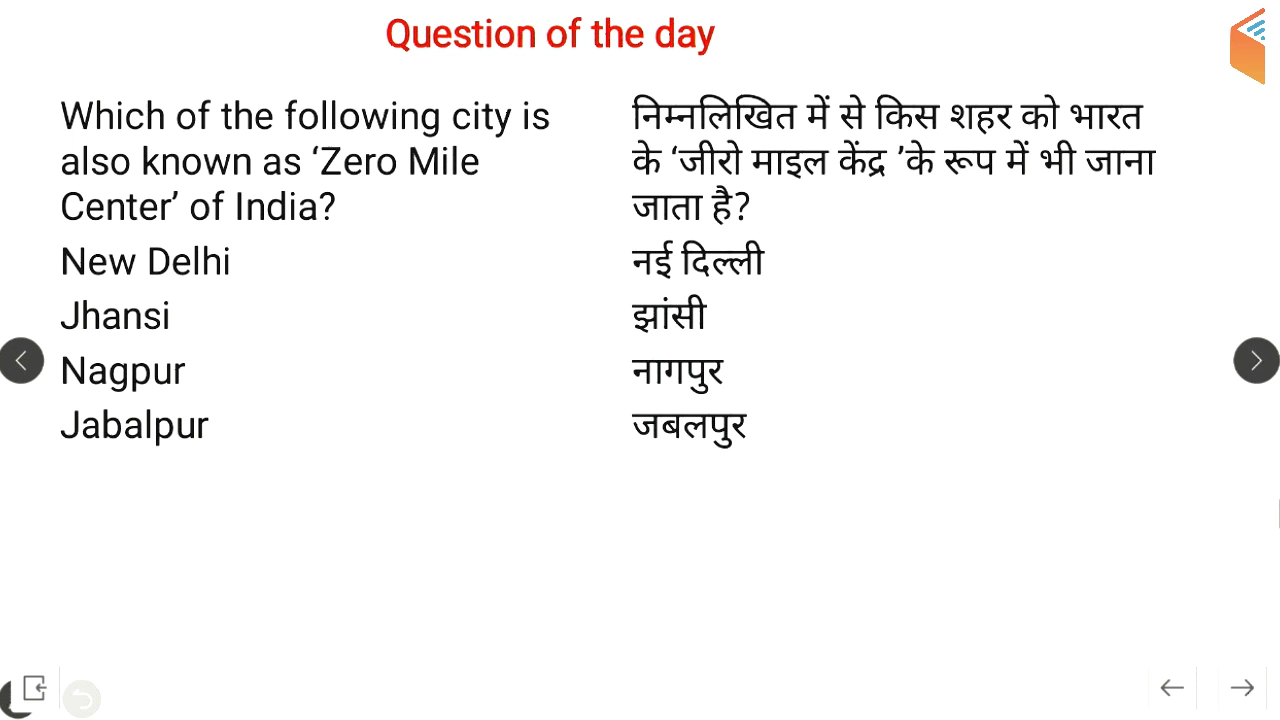 Question of the day
Which of the following city is
also known as ‘Zero Mile
Center’ of India?
New Delhi
Jhansi
Nagpur
Jabalpur
निम्नलिखित में से किस शहर को भारत
के ‘जीरो माइल केंद्र ’के रूप में भी जाना
जाता है?
नई दिल्ली
झांसी
नागपुर
जबलपुर